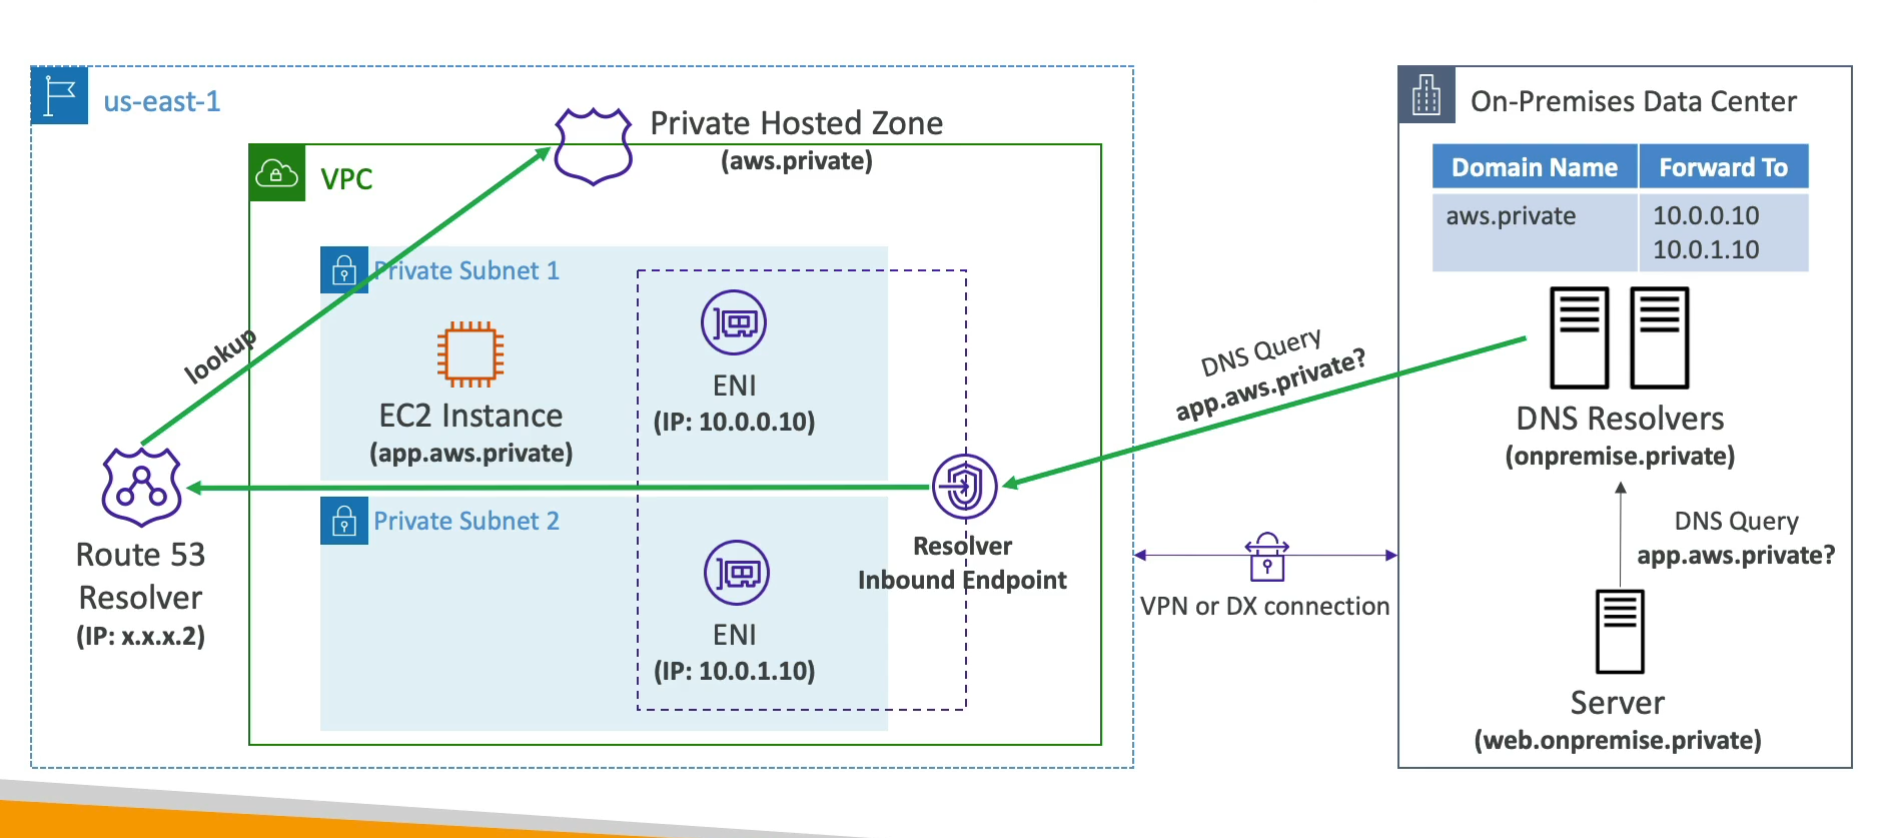 us-east-1
Private Hosted Zone
(aws.private)
VPC
lookup
Private Subnet 1
EC2 Instance
(app.aws.private)
ENI
(IP: 10.0.0.10)
Private Subnet 2
ENI
(IP: 10.0.1.10)
Route 53
Resolver
(IP: x.x.x.2)
Resolver
Inbound Endpoint
DNS Query
app.aws.private?
VPN or DX connection
On-Premises Data Center
Domain Name Forward To
aws.private 10.0.0.10
10.0.1.10
DNS Resolvers
(onpremise.private)
DNS Query
app.aws.private?
Server
(web.onpremise.private)